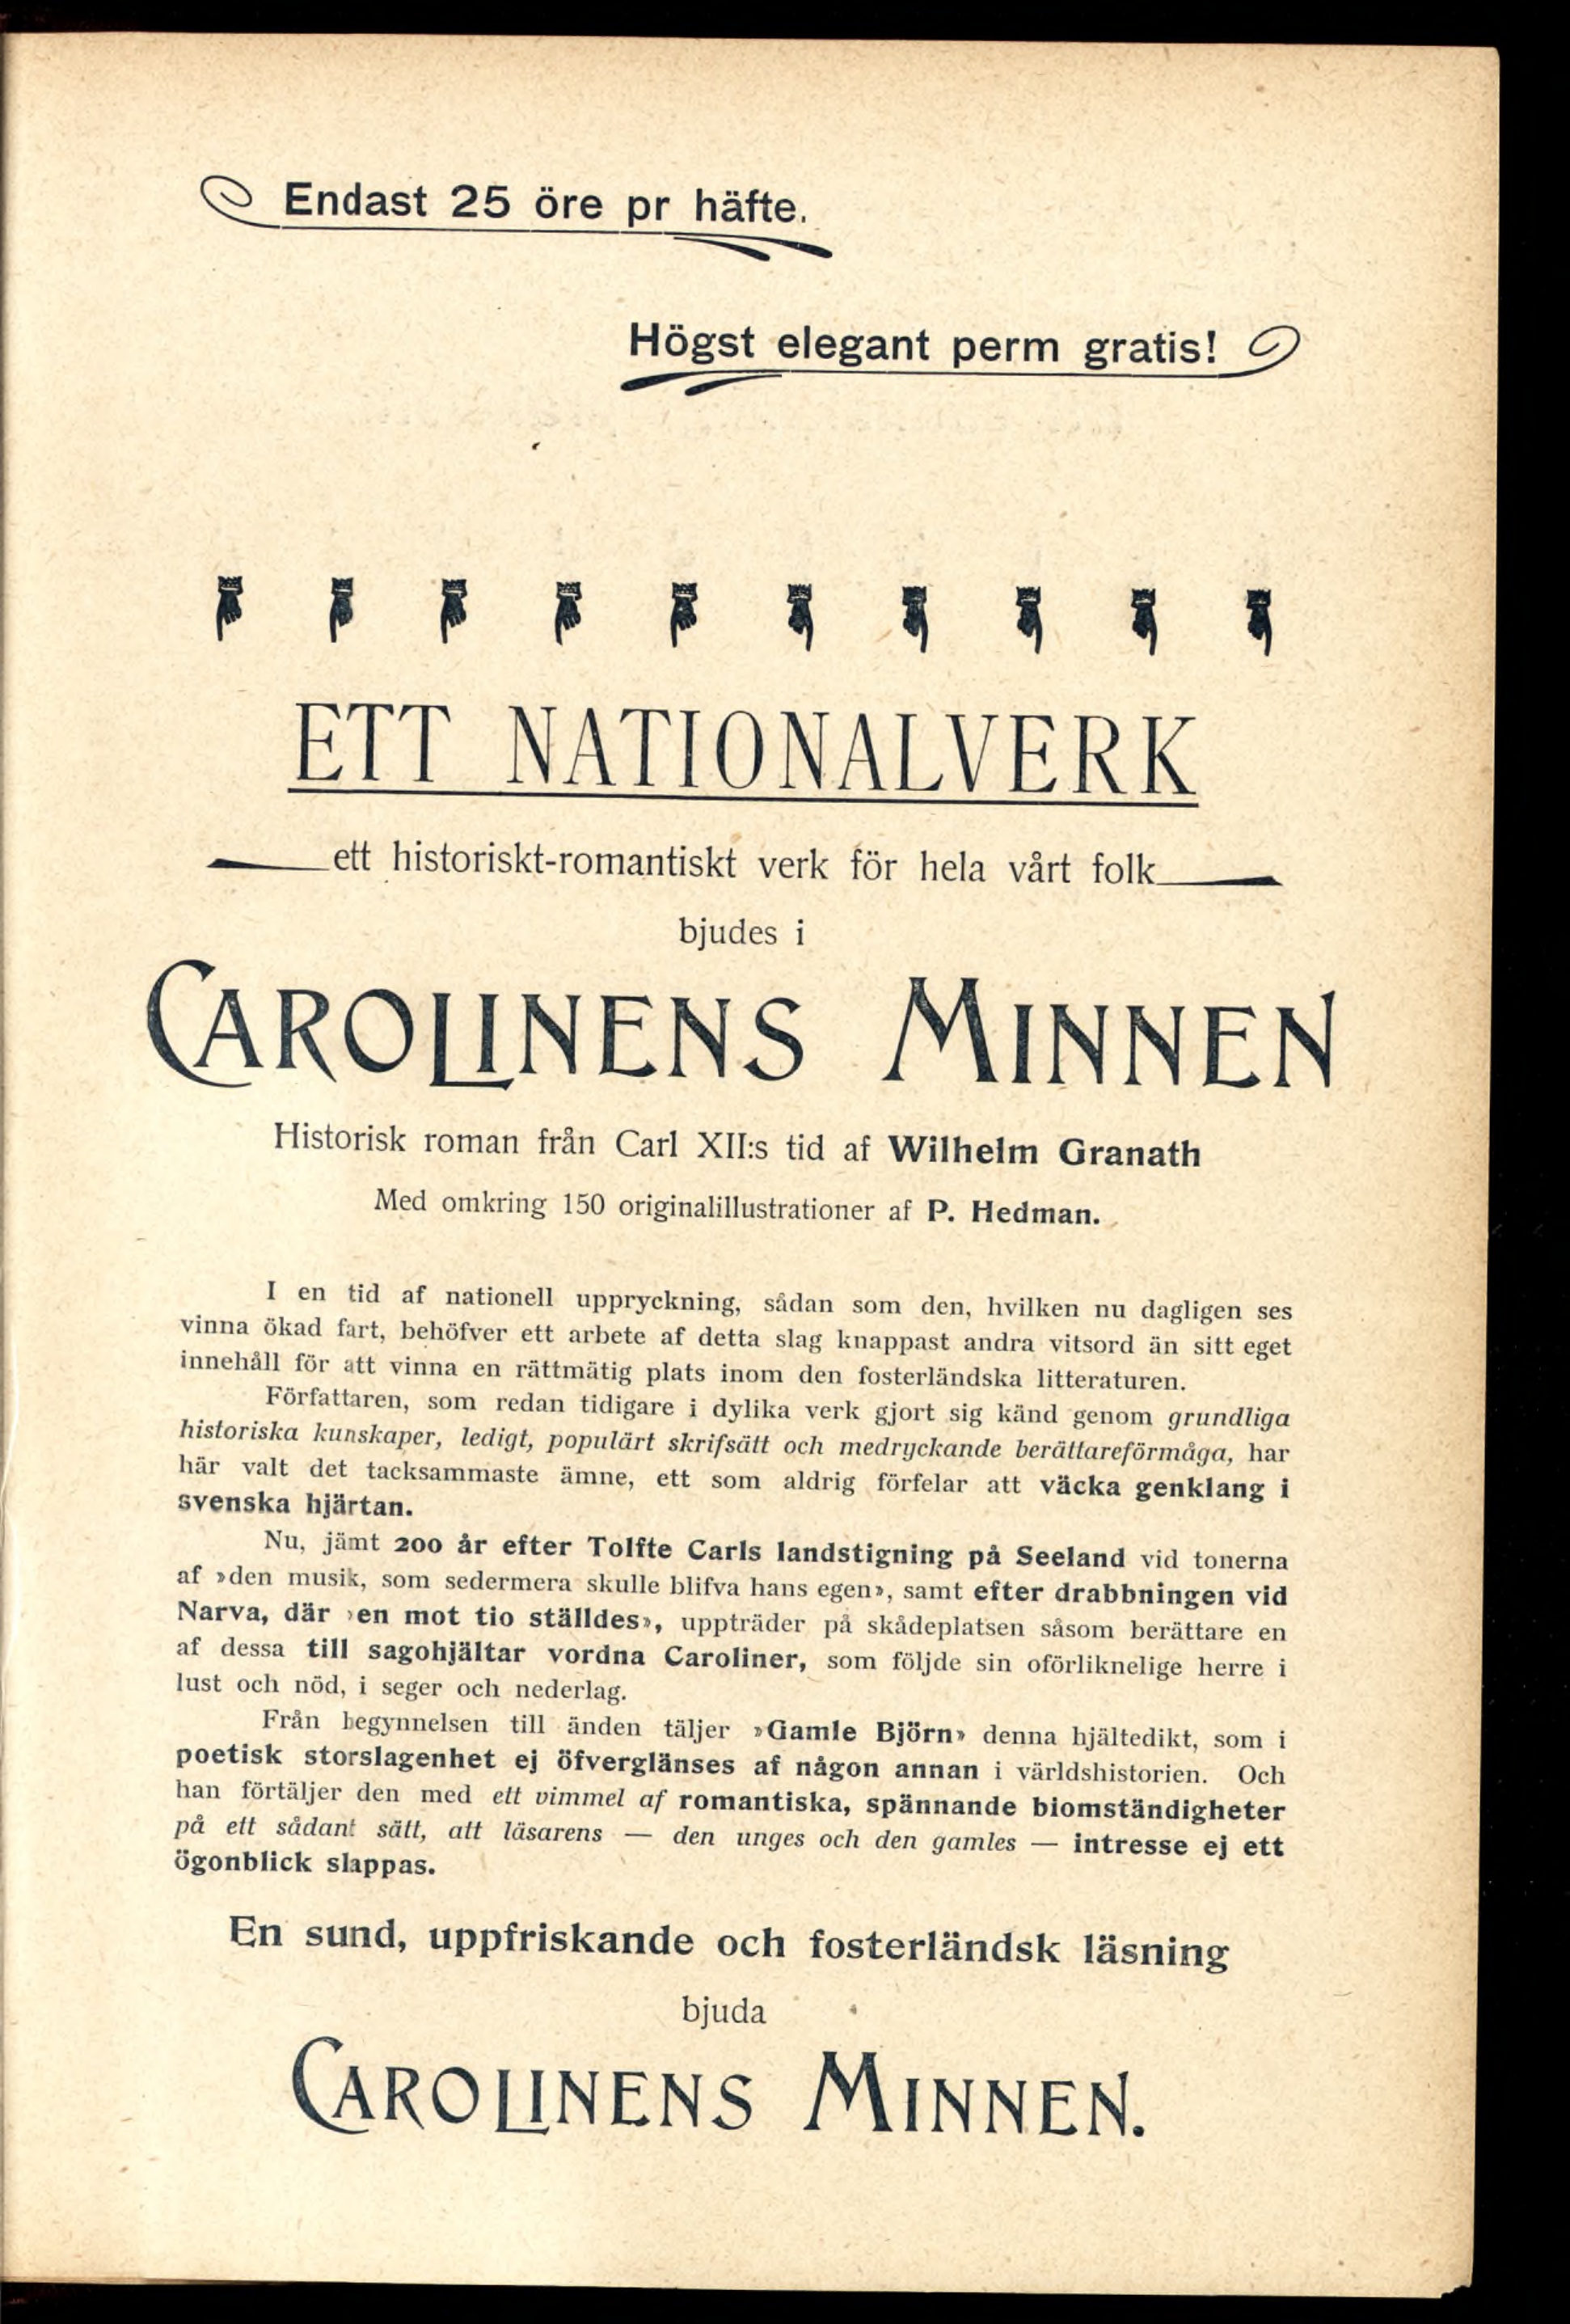 Endast 25 öre pr häfte.
Högst elegant perm gratis!
ETT NATIONALVERK
ett historiskt-romantiskt verk för hela vårt folk
bjudes i
CAROLINENS MINNEN
Historisk roman från Carl XII:s tid af Wilhelm Granath
Med omkring 150 originalillustrationer af P. Hedman.
I en tid af nationell uppryckning, sådan som den, hvilken nu dagligen ses
vinna ökad fart, behöfver ett arbete af detta slag knappast andra vitsord än sitt eget
innehåll för att vinna en rättmätig plats inom den fosterländska litteraturen.
Författaren, som redan tidigare i dylika verk gjort sig känd genom grundliga
historiska kunskaper, ledigt, populärt skrifsätt och medryckande berättareförmåga, har
här valt det tacksammaste ämne, ett som aldrig förfelar att väcka genklang i
svenska hjärtan.
Nu, jämt 200 år efter Tolfte Carls landstigning på Seeland vid tonerna
af »den musik, som sedermera skulle blifva hans egen», samt efter drabbningen vid
Narva, där ›en mot tio ställdes», uppträder på skådeplatsen såsom berättare en
af dessa till sagohjältar vordna Caroliner, som följde sin oförliknelige herre i
lust och nöd, i seger och nederlag.
Från begynnelsen till änden täljer »Gamle Björn» denna hjältedikt, som i
poetisk storslagenhet ej öfverglänses af någon annan i världshistorien. Och
han förtäljer den med ett vimmel af romantiska, spännande biomständigheter
på ett sådant sätt, att läsarens — den unges och den gamles — intresse ej ett
ögonblick slappas.
En sund, uppfriskande och fosterländsk läsning
bjuda
CAROLINENS MINNEN.